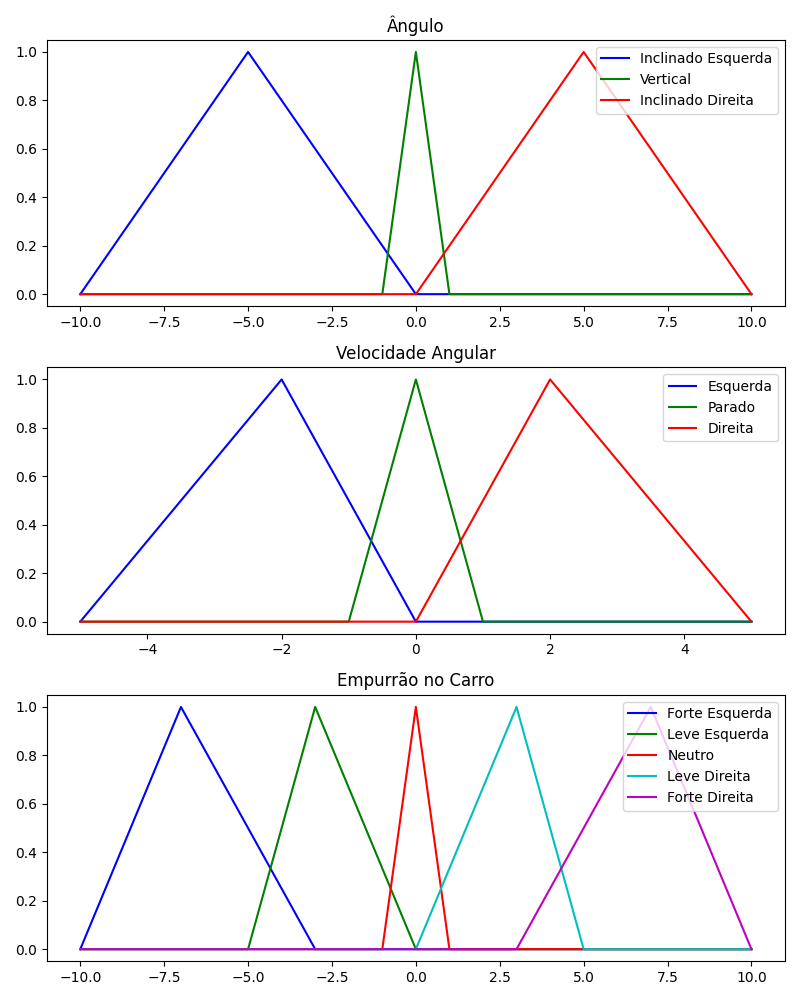 Ângulo
1.0
0.8
0.6
0.4
0.2
0.0
Inclinado Esquerda
Vertical
Inclinado Direita
−10.0 −7.5 −5.0 −2.5 0.0 2.5 5.0 7.5 10.0
Velocidade Angular
1.0
0.8
0.6
0.4
0.2
0.0
Esquerda
Parado
Direita
−4 −2 0 2 4
Empurrão no Carro
1.0
0.8
0.6
0.4
0.2
0.0
Forte Esquerda
Leve Esquerda
Neutro
Leve Direita
Forte Direita
−10.0 −7.5 −5.0 −2.5 0.0 2.5 5.0 7.5 10.0